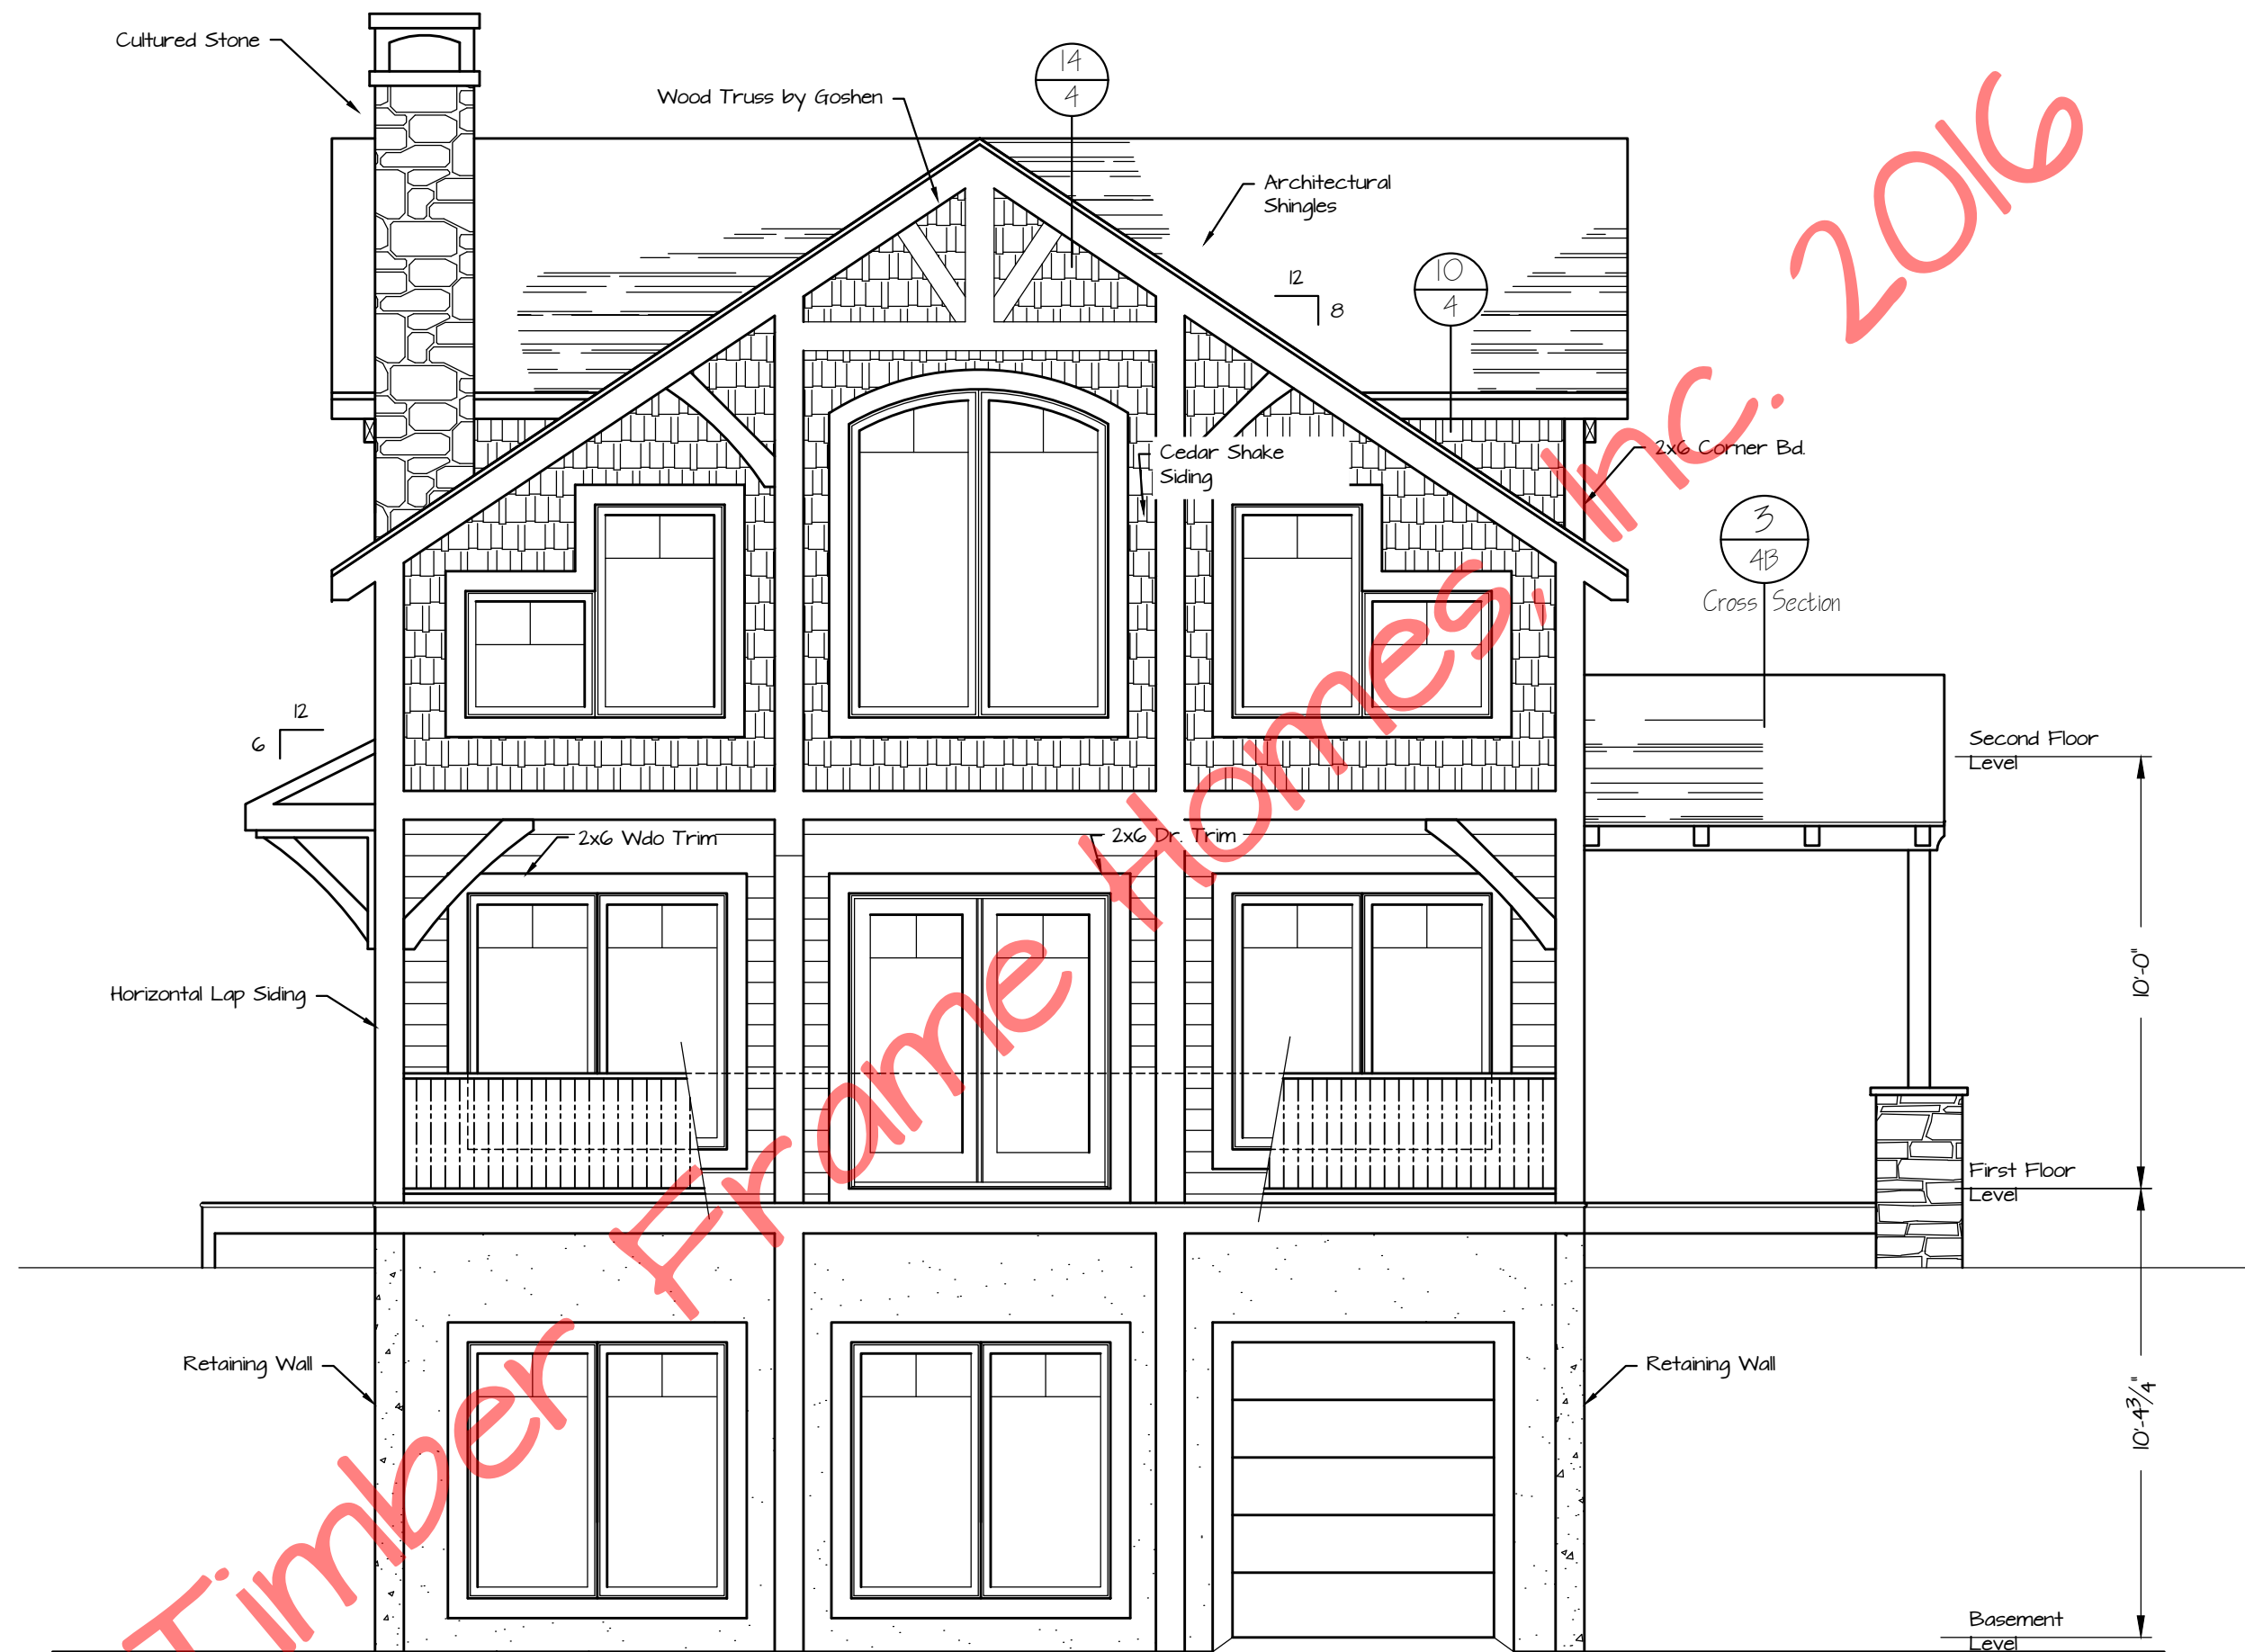 Cultured Stone
14
4
Wood Truss by Goshen
Architectural
Shingles
12
8
10
4
Cedar Shake
Siding
2x6 Corner Bd.
3
4B
Cross Section
12
6
Second Floor
Level
2x6 Wdo Trim
2x6 Dr. Trim
10'-0"
Horizontal Lap Siding
First Floor
Level
Retaining Wall
Retaining Wall
10'-4 3/4"
Basement
Level
Timber Frame Homes, Inc. 2016